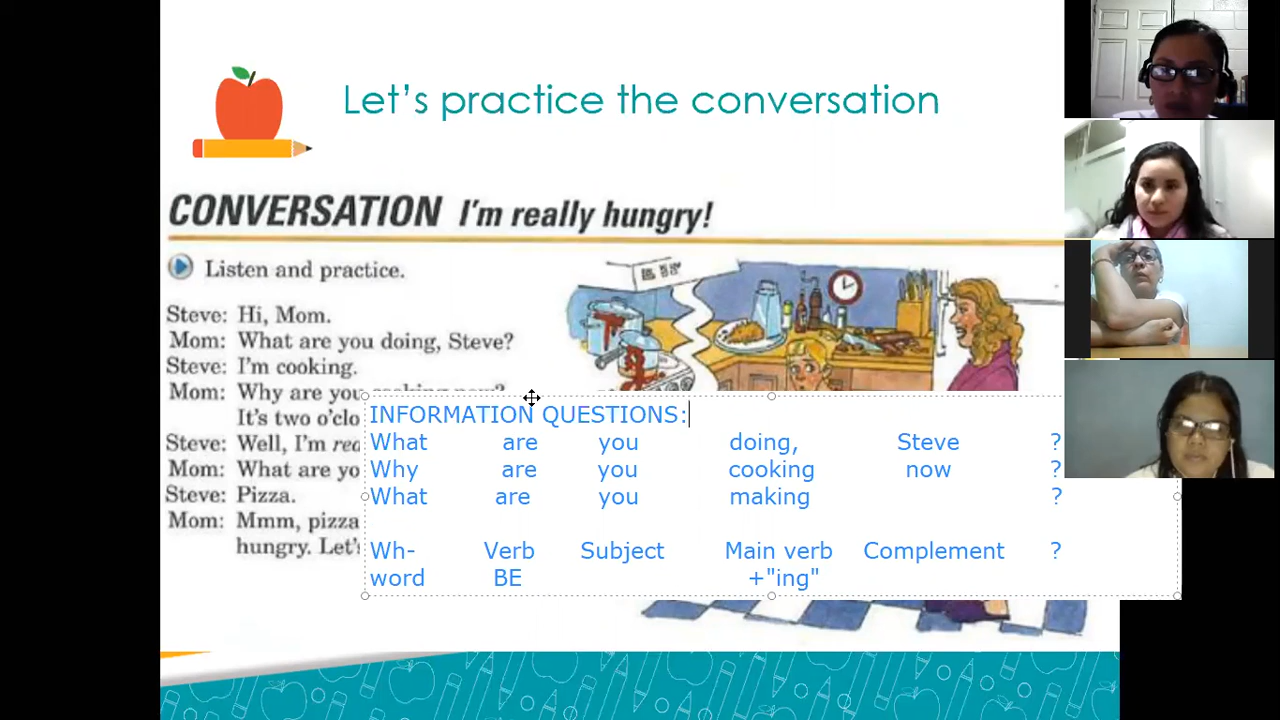 Let's practice the conversation
CONVERSATION I'm really hungry!
Listen and practice.
Steve: Hi, Mom.
Mom: What are you doing, Steve?
Steve: I'm cooking.
Mom: Why are you cooking now?
It's two o'clo
Steve: Well, I'm rea
Mom: What are yo
Steve: Pizza.
Mom: Mmm, pizza
hungry. Let's
INFORMATION QUESTIONS:
What are you doing, Steve ?
Why are you cooking now ?
What are you making ?
Wh- Verb Subject Main verb Complement ?
word BE +"ing"